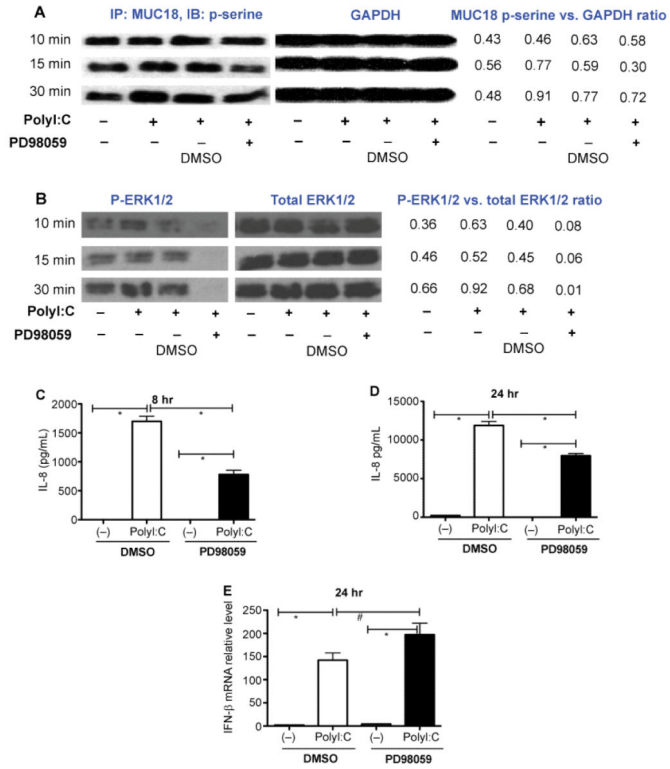 A
IP: MUC18, IB: p-serine GAPDH MUC18 p-serine vs. GAPDH ratio
10 min 0.43 0.46 0.63 0.58
15 min 0.56 0.77 0.59 0.30
30 min 0.48 0.91 0.77 0.72
PolyI:C – + + + – + + + – + + +
PD98059 – – – + – – – + – – – +
DMSO DMSO DMSO
B
P-ERK1/2 Total ERK1/2 P-ERK1/2 vs. total ERK1/2 ratio
10 min 0.36 0.63 0.40 0.08
15 min 0.46 0.52 0.45 0.06
30 min 0.66 0.92 0.68 0.01
PolyI:C – + + + – + + + – + + +
PD98059 – – – + – – – + – – – +
DMSO DMSO DMSO
C
8 hr
IL-8 (pg/mL)
2000
1500
1000
500
0
* * *
(–) PolyI:C (–) PolyI:C
DMSO PD98059
D
24 hr
IL-8 pg/mL
15000
10000
5000
0
* * *
(–) PolyI:C (–) PolyI:C
DMSO PD98059
E
24 hr
IFN-β mRNA relative level
250
200
150
100
50
0
* # *
(–) PolyI:C (–) PolyI:C
DMSO PD98059